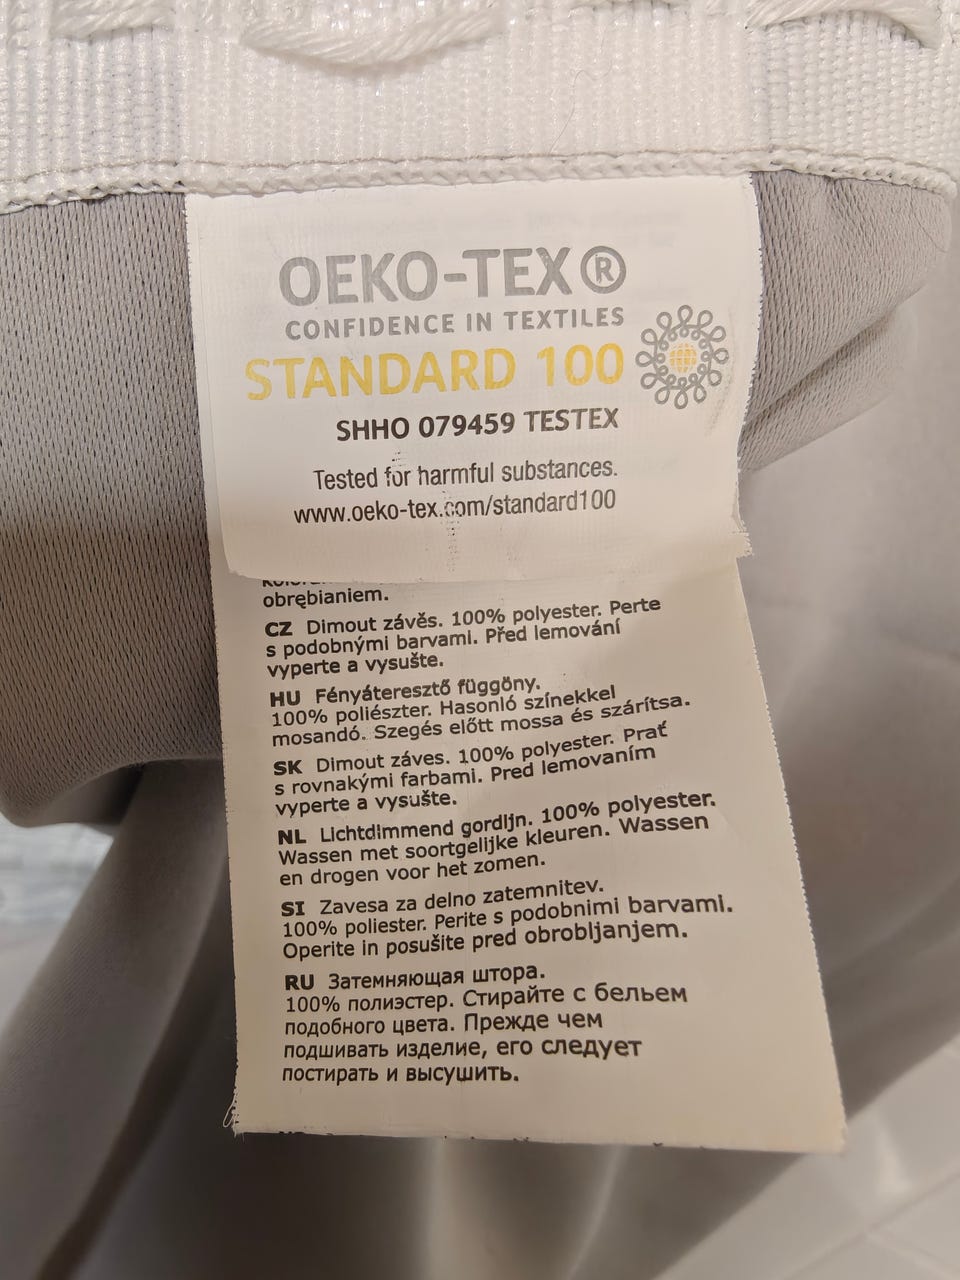 OEKO-TEX®
CONFIDENCE IN TEXTILES
STANDARD 100
SHHO 079459 TESTEX
Tested for harmful substances.
www.oeko-tex.com/standard100
obrębianiem.
CZ Dimout závěs. 100% polyester. Perte
s podobnými barvami. Před lemování
vyperte a vysušte.
HU Fényáteresztő függöny.
100% poliészter. Hasonló színekkel
mosandó. Szegés előtt mossa és szárítsa.
SK Dimout záves. 100% polyester. Prať
s rovnakými farbami. Pred lemovaním
vyperte a vysušte.
NL Lichtdimmend gordijn. 100% polyester.
Wassen met soortgelijke kleuren. Wassen
en drogen voor het zomen.
SI Zavesa za delno zatemnitev.
100% poliester. Perite s podobnimi barvami.
Operite in posušite pred obrobljanjem.
RU Затемняющая штора.
100% полиэстер. Стирайте с бельем
подобного цвета. Прежде чем
подшивать изделие, его следует
постирать и высушить.